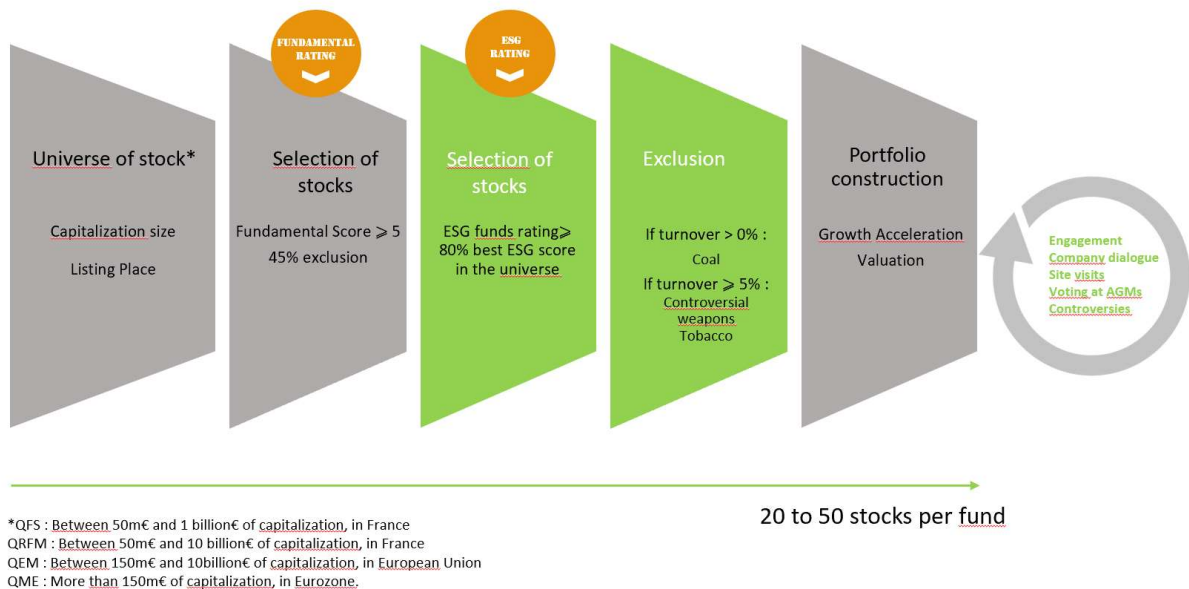 FUNDAMENTAL
RATING
ESG
RATING
Universe of stock*
Capitalization size
Listing Place
Selection of
stocks
Fundamental Score ⩾ 5
45% exclusion
Selection of
stocks
ESG funds rating⩾
80% best ESG score
in the universe
Exclusion
If turnover > 0% :
Coal
If turnover ⩾ 5% :
Controversial
weapons
Tobacco
Portfolio
construction
Growth Acceleration
Valuation
Engagement
Company dialogue
Site visits
Voting at AGMs
Controversies
20 to 50 stocks per fund
*QFS : Between 50m€ and 1 billion€ of capitalization, in France
QRFM : Between 50m€ and 10 billion€ of capitalization, in France
QEM : Between 150m€ and 10billion€ of capitalization, in European Union
QME : More than 150m€ of capitalization, in Eurozone.